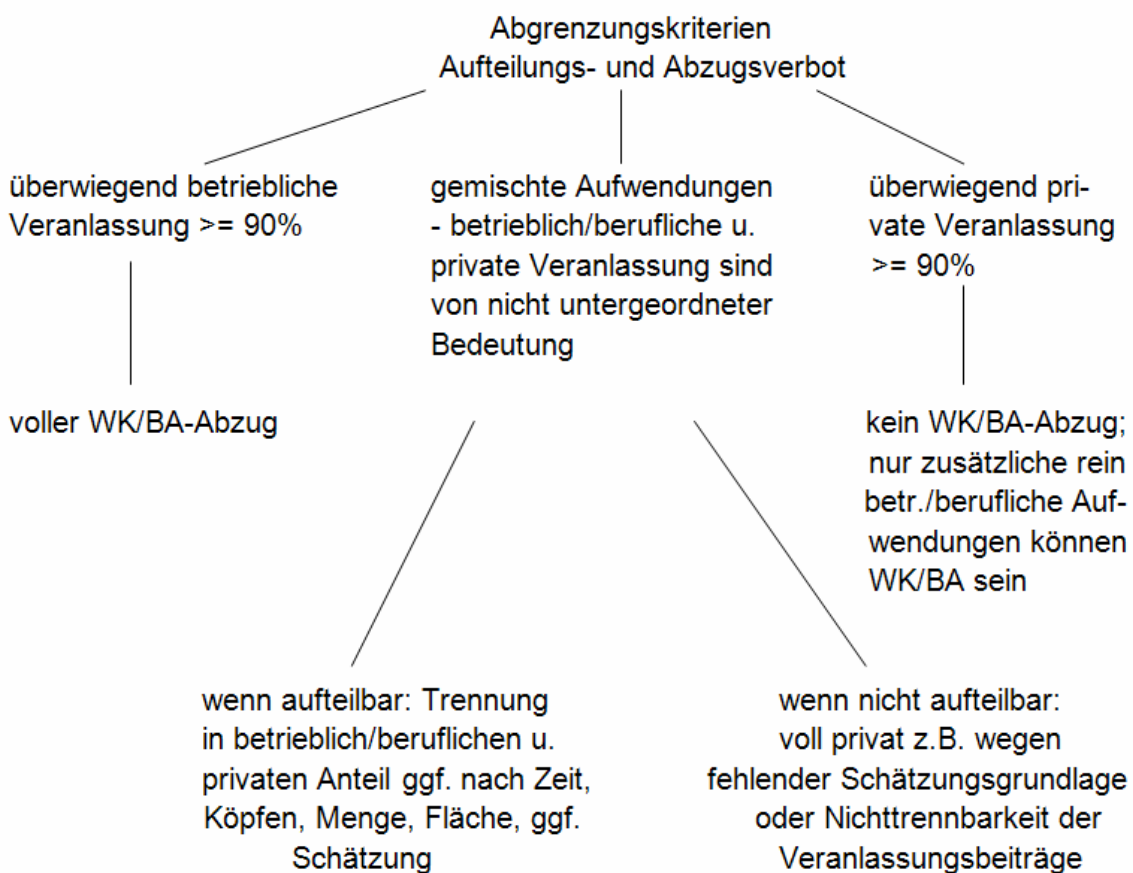 Abgrenzungskriterien
Aufteilungs- und Abzugsverbot
überwiegend betriebliche
Veranlassung >= 90%
gemischte Aufwendungen
- betrieblich/berufliche u.
private Veranlassung sind
von nicht untergeordneter
Bedeutung
überwiegend pri-
vate Veranlassung
>= 90%
voller WK/BA-Abzug
kein WK/BA-Abzug;
nur zusätzliche rein
betr./berufliche Auf-
wendungen können
WK/BA sein
wenn aufteilbar: Trennung
in betrieblich/beruflichen u.
privaten Anteil ggf. nach Zeit,
Köpfen, Menge, Fläche, ggf.
Schätzung
wenn nicht aufteilbar:
voll privat z.B. wegen
fehlender Schätzungsgrundlage
oder Nichttrennbarkeit der
Veranlassungsbeiträge